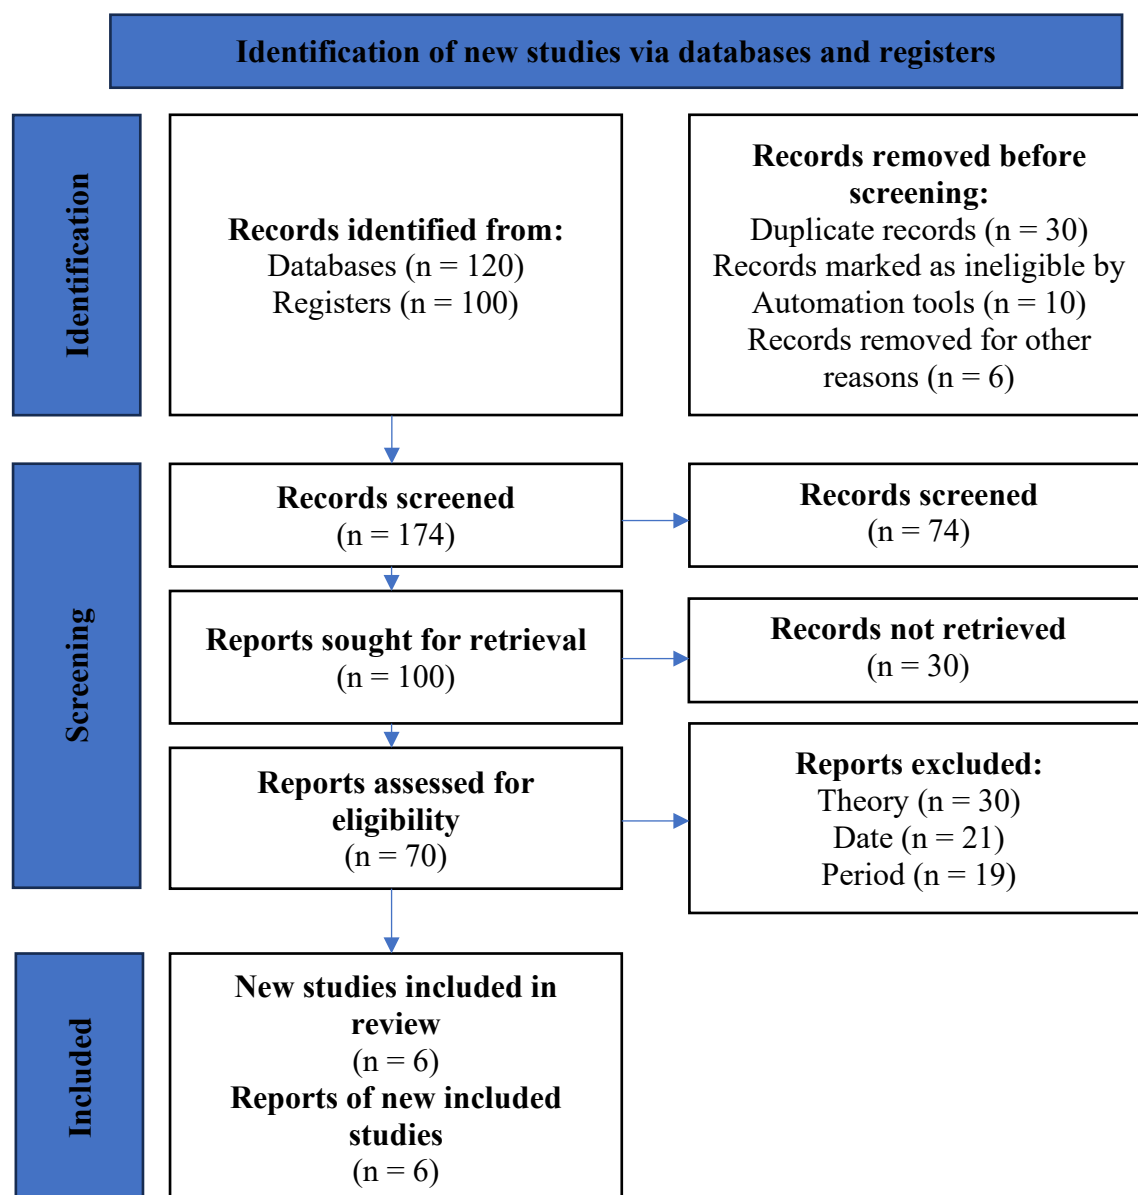 Identification of new studies via databases and registers
Identification
Records identified from:
Databases (n = 120)
Registers (n = 100)
Records removed before
screening:
Duplicate records (n = 30)
Records marked as ineligible by
Automation tools (n = 10)
Records removed for other
reasons (n = 6)
Screening
Records screened
(n = 174)
Records screened
(n = 74)
Reports sought for retrieval
(n = 100)
Records not retrieved
(n = 30)
Reports assessed for
eligibility
(n = 70)
Reports excluded:
Theory (n = 30)
Date (n = 21)
Period (n = 19)
Included
New studies included in
review
(n = 6)
Reports of new included
studies
(n = 6)